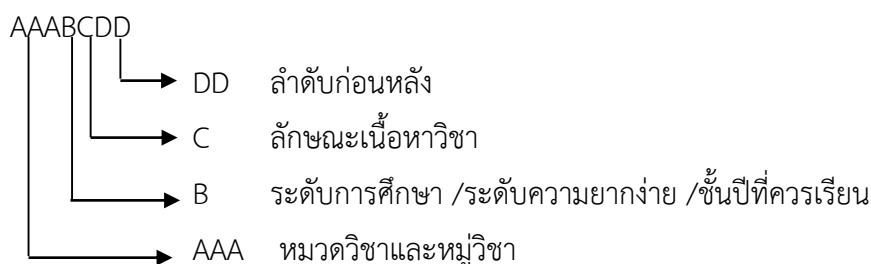 AAABCDD
DD ลำดับก่อนหลัง
C ลักษณะเนื้อหาวิชา
B ระดับการศึกษา /ระดับความยากง่าย /ชั้นปีที่ควรเรียน
AAA หมวดวิชาและหมู่วิชา